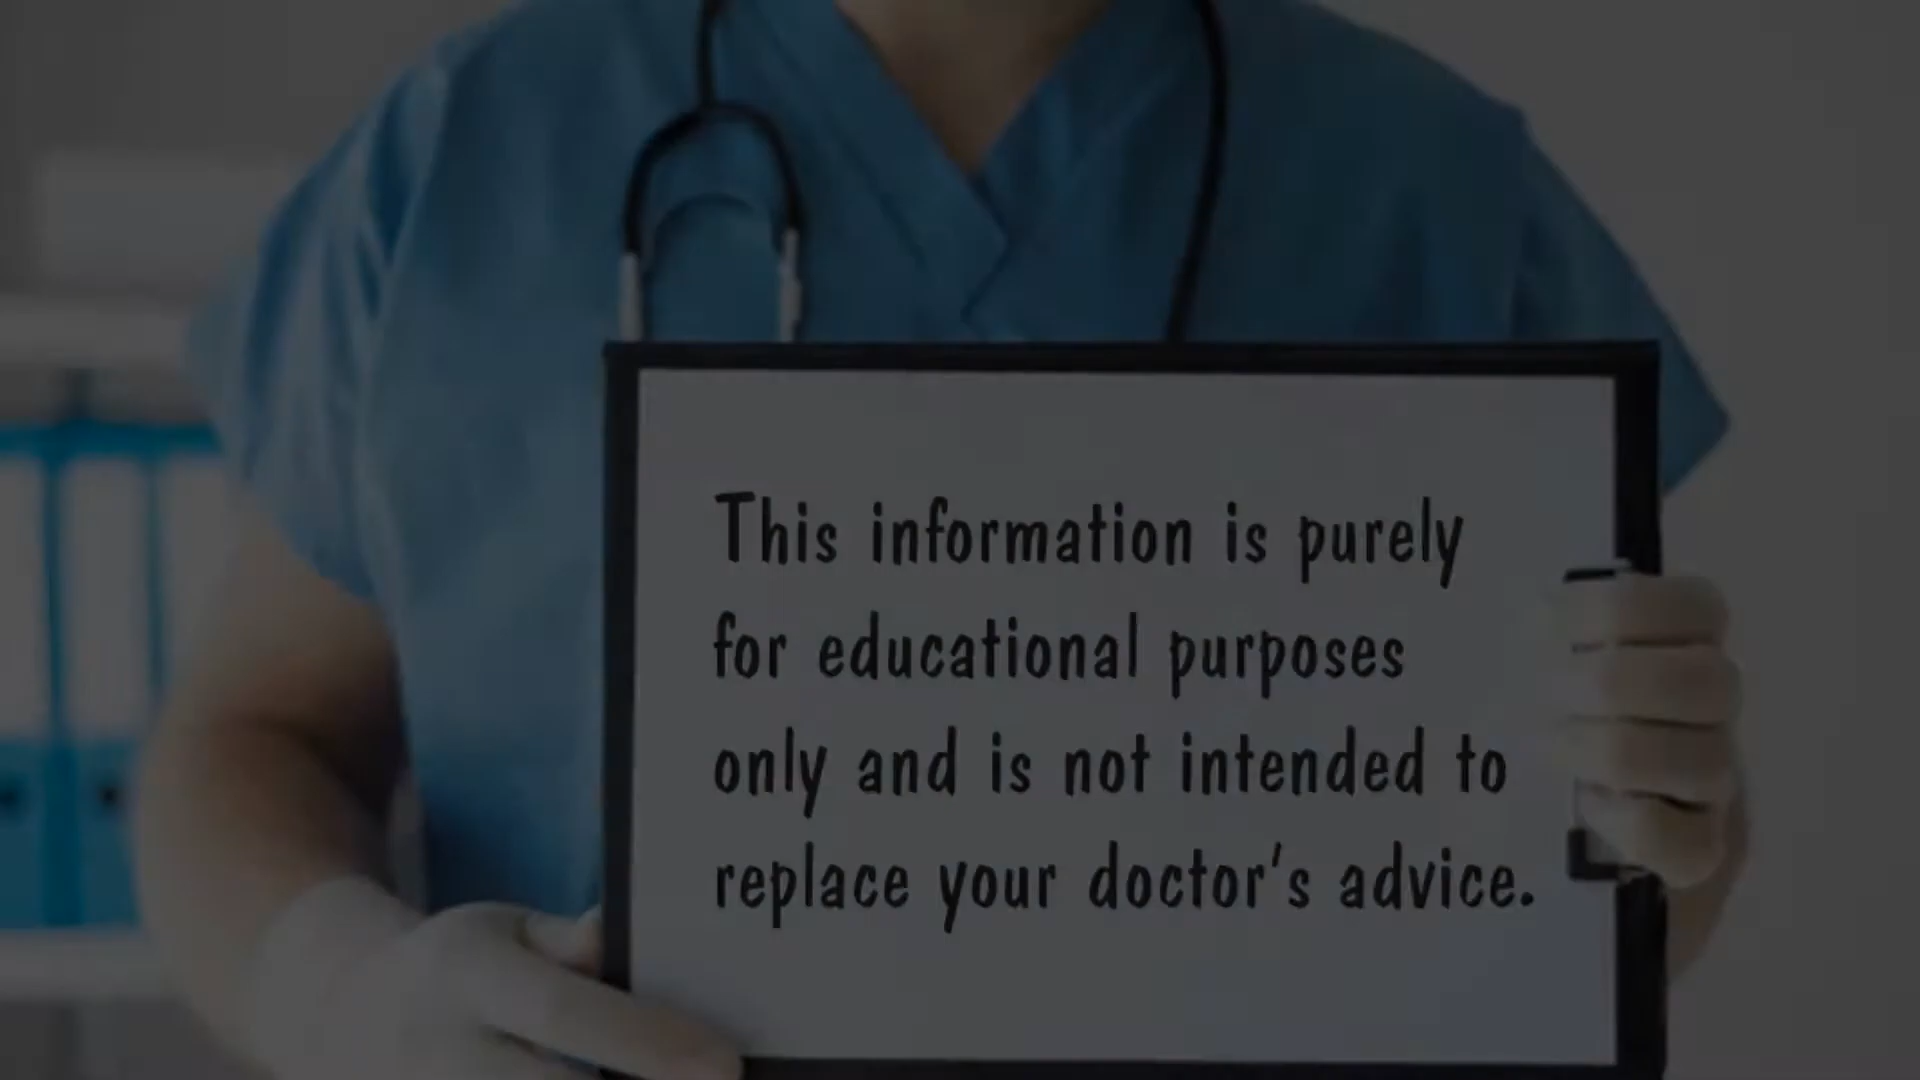 This information is purely
for educational purposes
only and is not intended to
replace your doctor's advice.